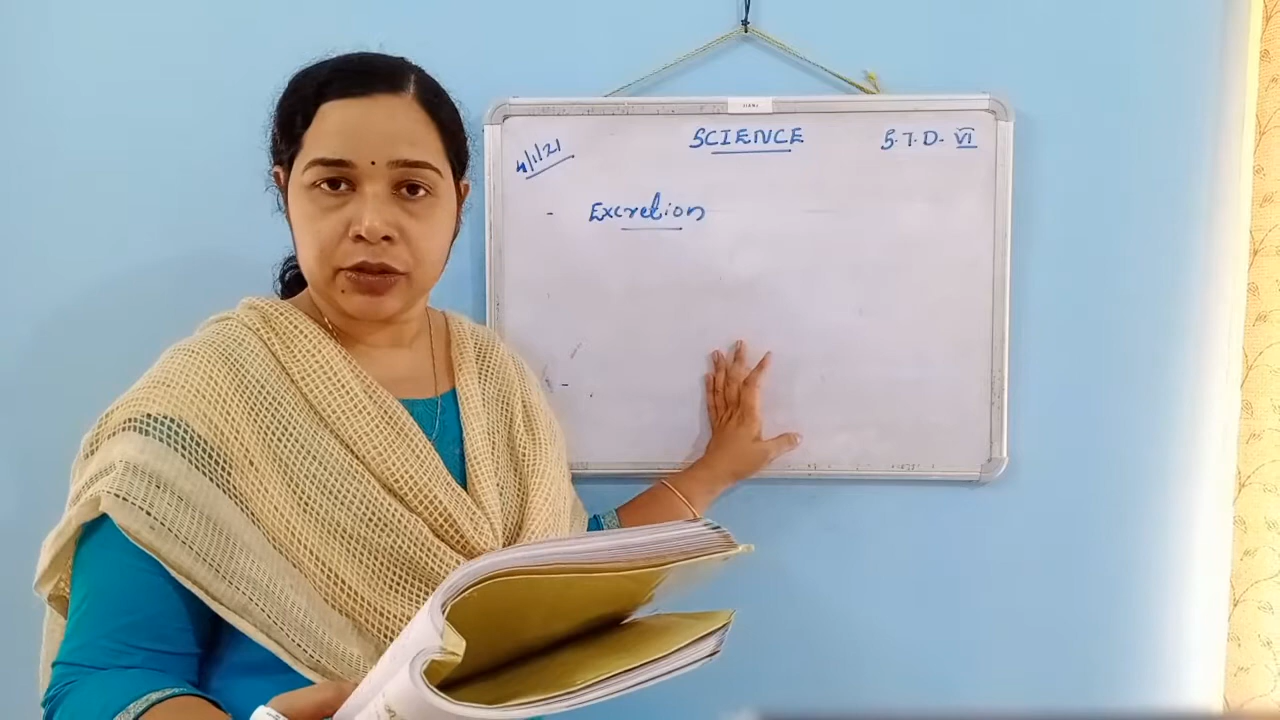 4/1/21
SCIENCE
S.T.D. VI
- Excretion
-